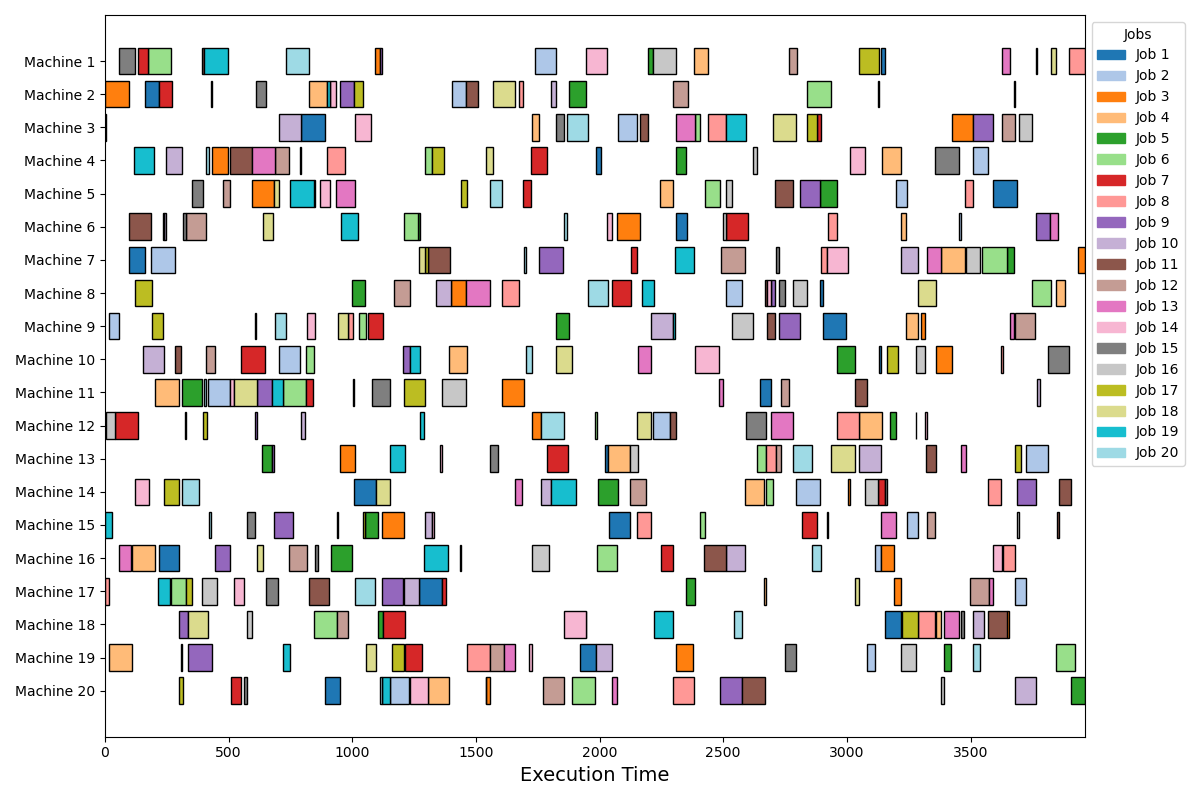 Machine 1
Machine 2
Machine 3
Machine 4
Machine 5
Machine 6
Machine 7
Machine 8
Machine 9
Machine 10
Machine 11
Machine 12
Machine 13
Machine 14
Machine 15
Machine 16
Machine 17
Machine 18
Machine 19
Machine 20
0 500 1000 1500 2000 2500 3000 3500
Execution Time
Jobs
Job 1
Job 2
Job 3
Job 4
Job 5
Job 6
Job 7
Job 8
Job 9
Job 10
Job 11
Job 12
Job 13
Job 14
Job 15
Job 16
Job 17
Job 18
Job 19
Job 20